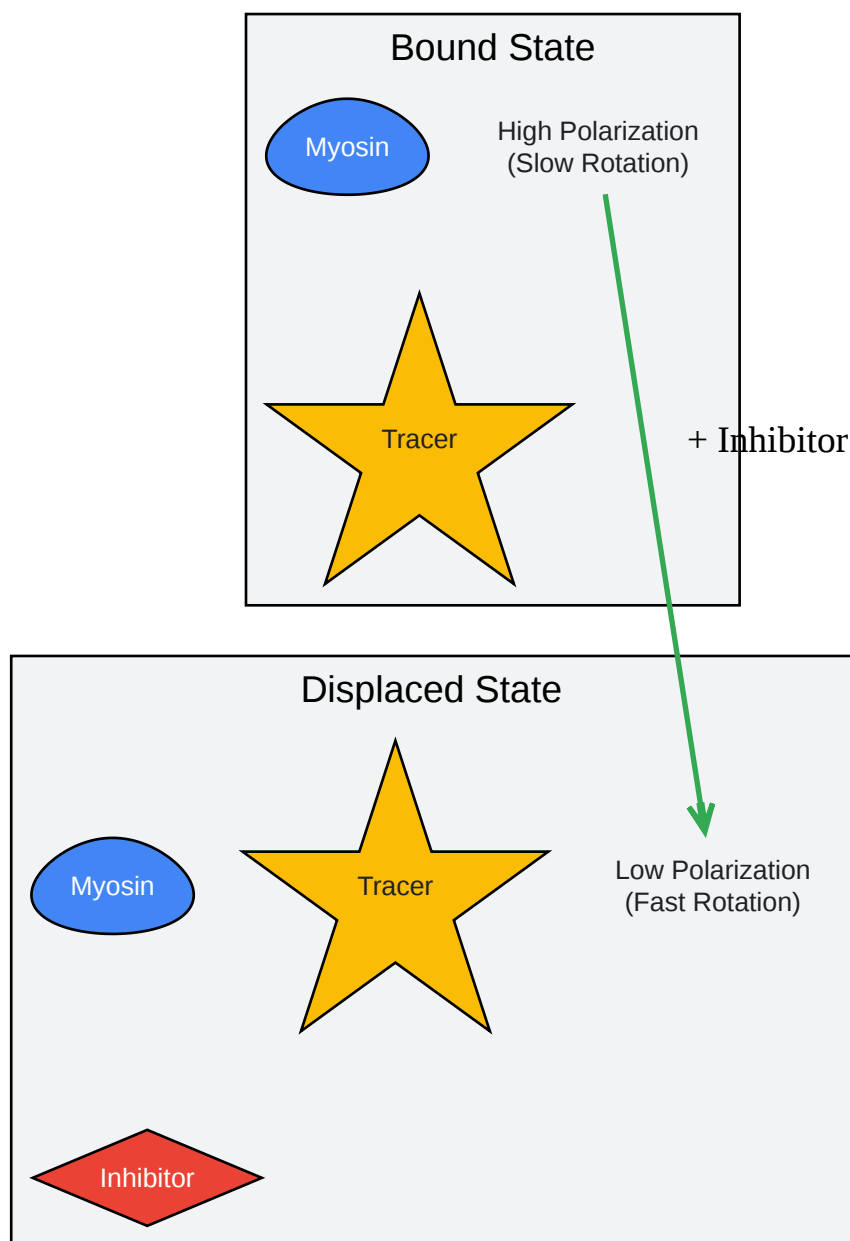 Bound State
Myosin
High Polarization
(Slow Rotation)
Tracer
+ Inhibitor
Displaced State
Myosin
Tracer
Low Polarization
(Fast Rotation)
Inhibitor